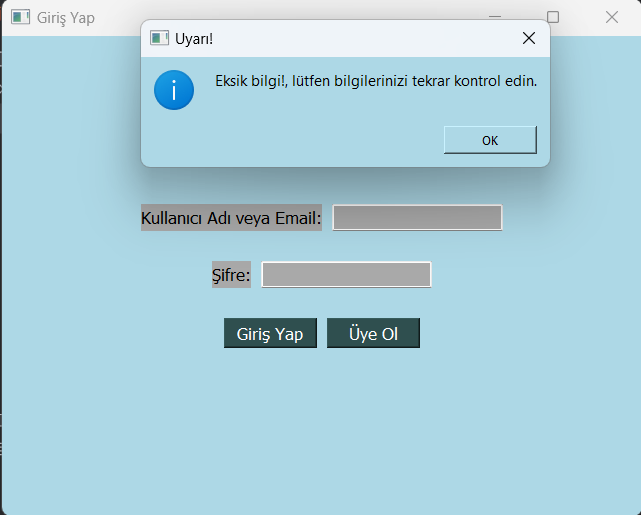 Giriş Yap
Uyarı!
Eksik bilgi!, lütfen bilgilerinizi tekrar kontrol edin.
OK
Kullanıcı Adı veya Email:
Şifre:
Giriş Yap Üye Ol